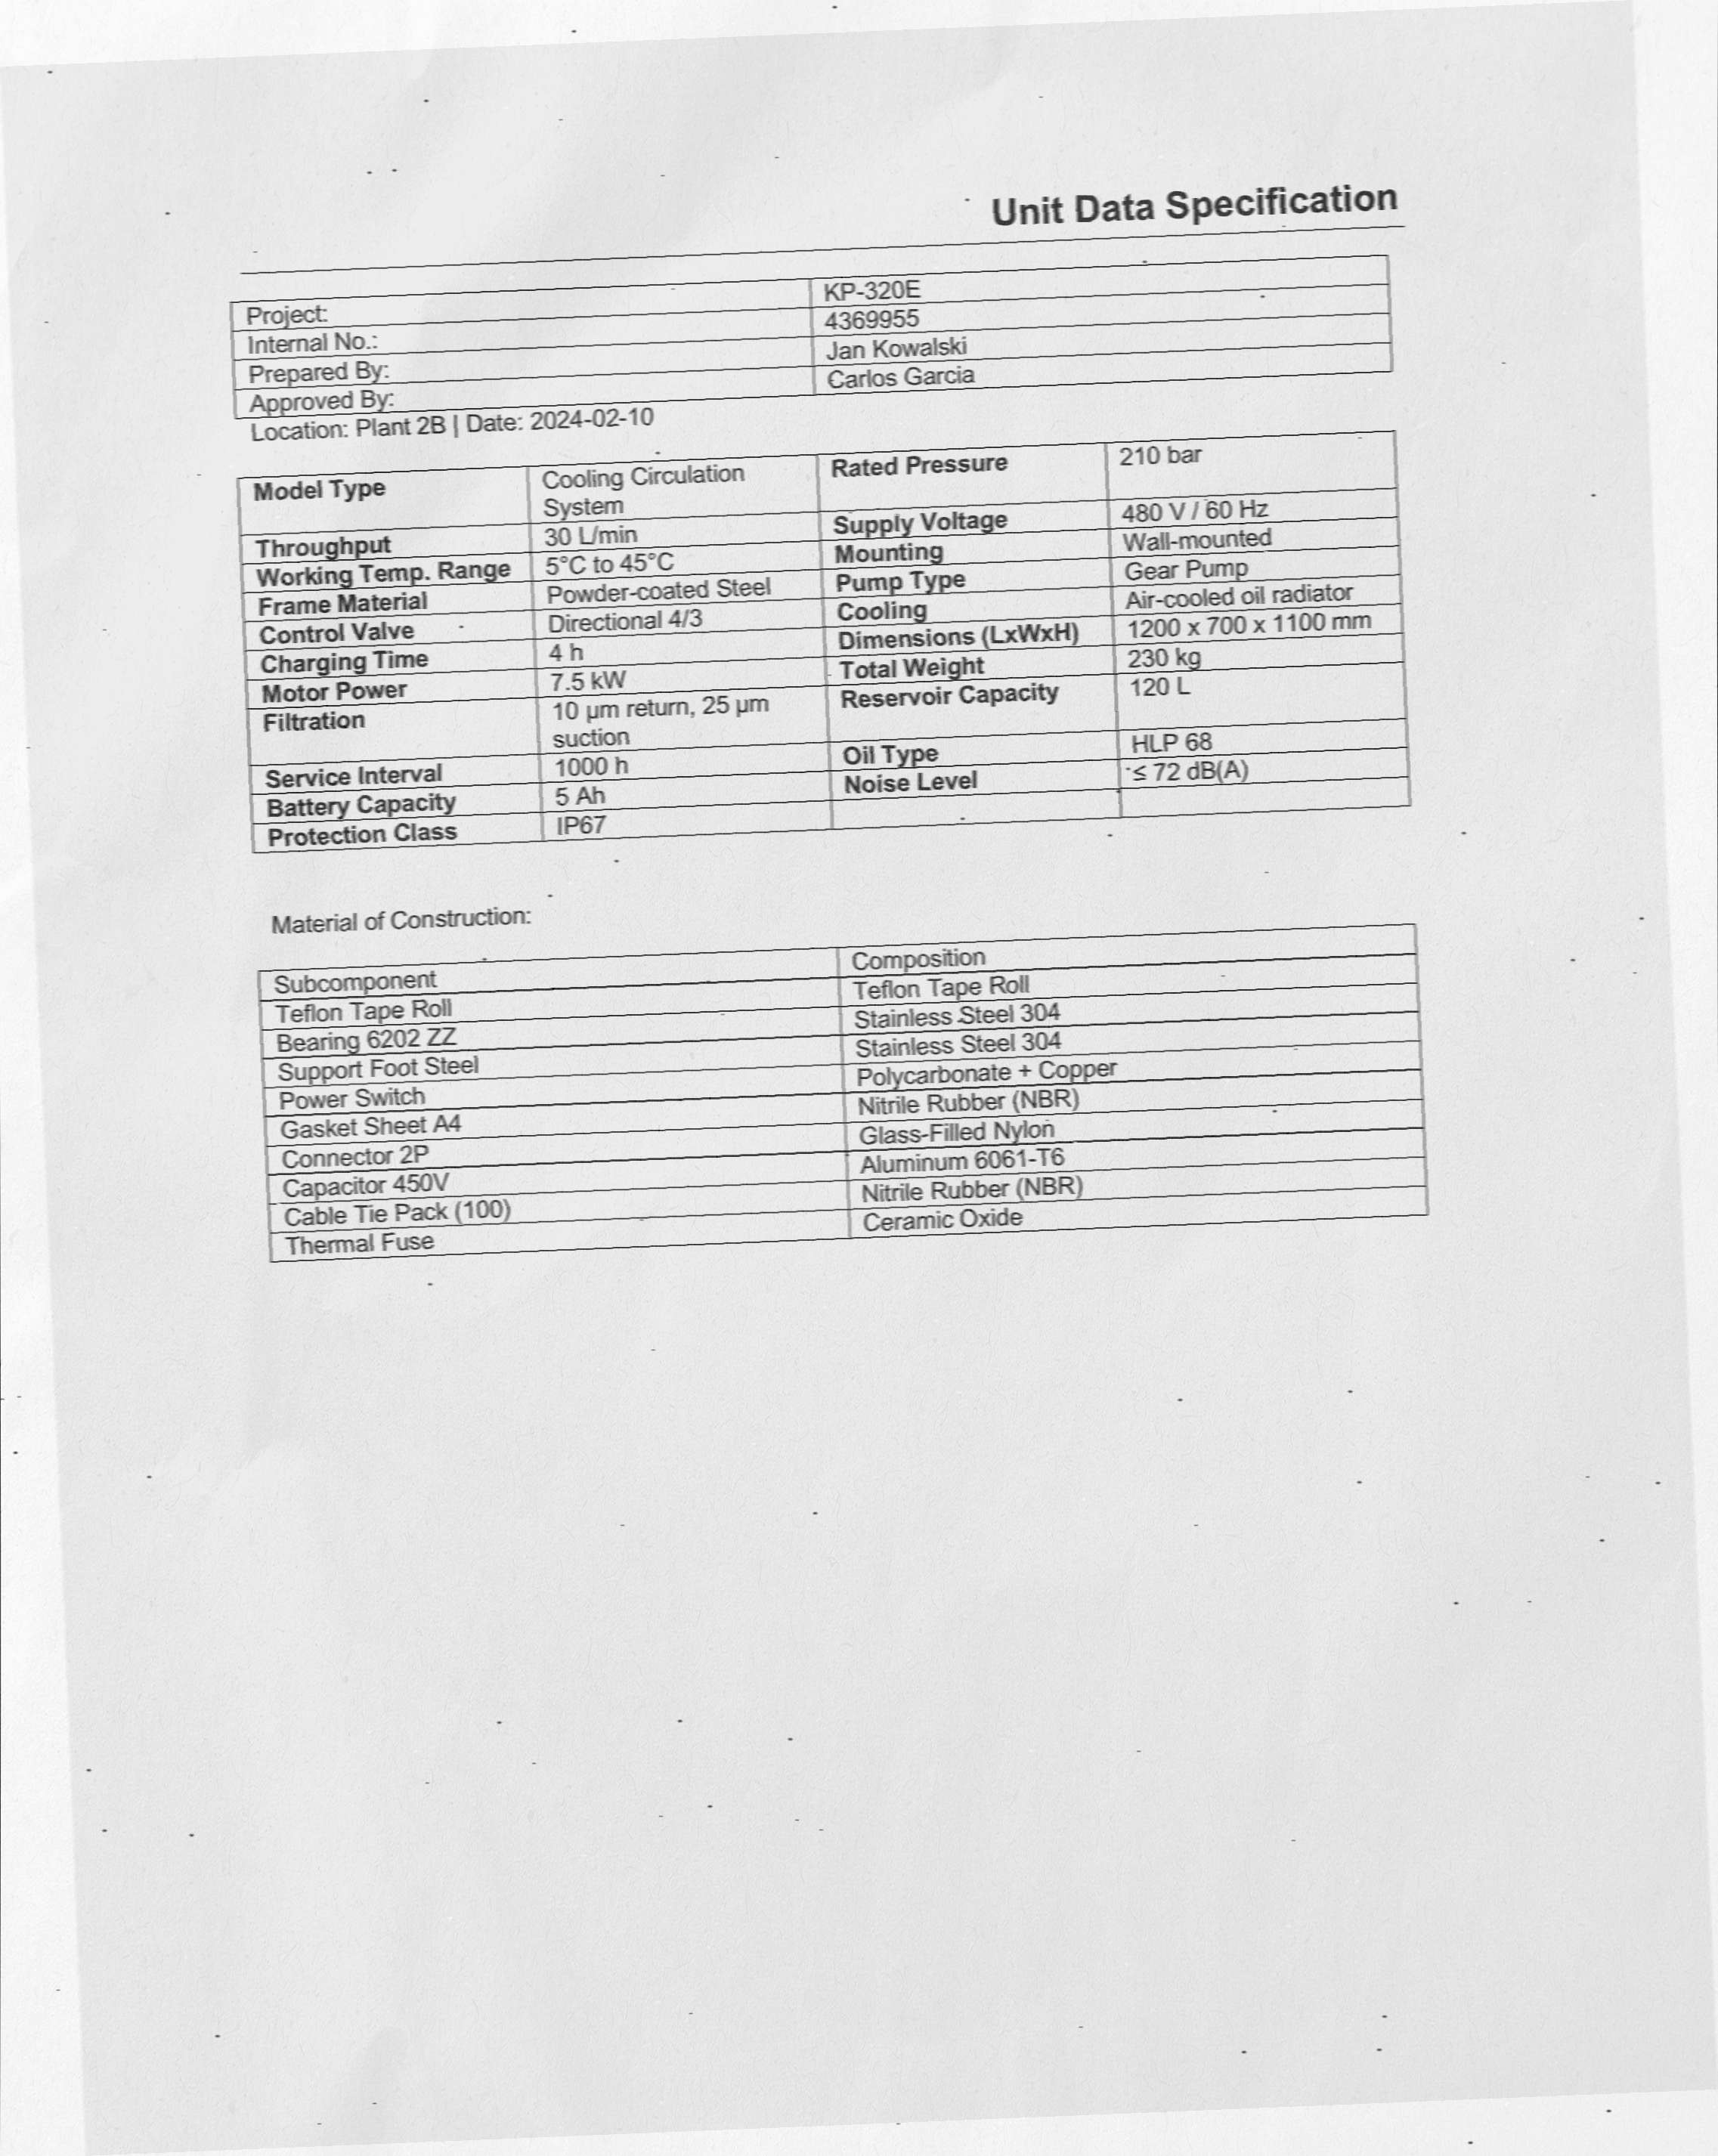 Unit Data Specification
Project: KP-320E
Internal No.: 4369955
Prepared By: Jan Kowalski
Approved By: Carlos Garcia
Location: Plant 2B | Date: 2024-02-10
Model Type Cooling Circulation System Rated Pressure 210 bar
Throughput 30 L/min Supply Voltage 480 V / 60 Hz
Working Temp. Range 5°C to 45°C Mounting Wall-mounted
Frame Material Powder-coated Steel Pump Type Gear Pump
Control Valve Directional 4/3 Cooling Air-cooled oil radiator
Charging Time 4 h Dimensions (LxWxH) 1200 x 700 x 1100 mm
Motor Power 7.5 kW Total Weight 230 kg
Filtration 10 µm return, 25 µm suction Reservoir Capacity 120 L
Service Interval 1000 h Oil Type HLP 68
Battery Capacity 5 Ah Noise Level ≤ 72 dB(A)
Protection Class IP67
Material of Construction:
Subcomponent Composition
Teflon Tape Roll Teflon Tape Roll
Bearing 6202 ZZ Stainless Steel 304
Support Foot Steel Stainless Steel 304
Power Switch Polycarbonate + Copper
Gasket Sheet A4 Nitrile Rubber (NBR)
Connector 2P Glass-Filled Nylon
Capacitor 450V Aluminum 6061-T6
Cable Tie Pack (100) Nitrile Rubber (NBR)
Thermal Fuse Ceramic Oxide